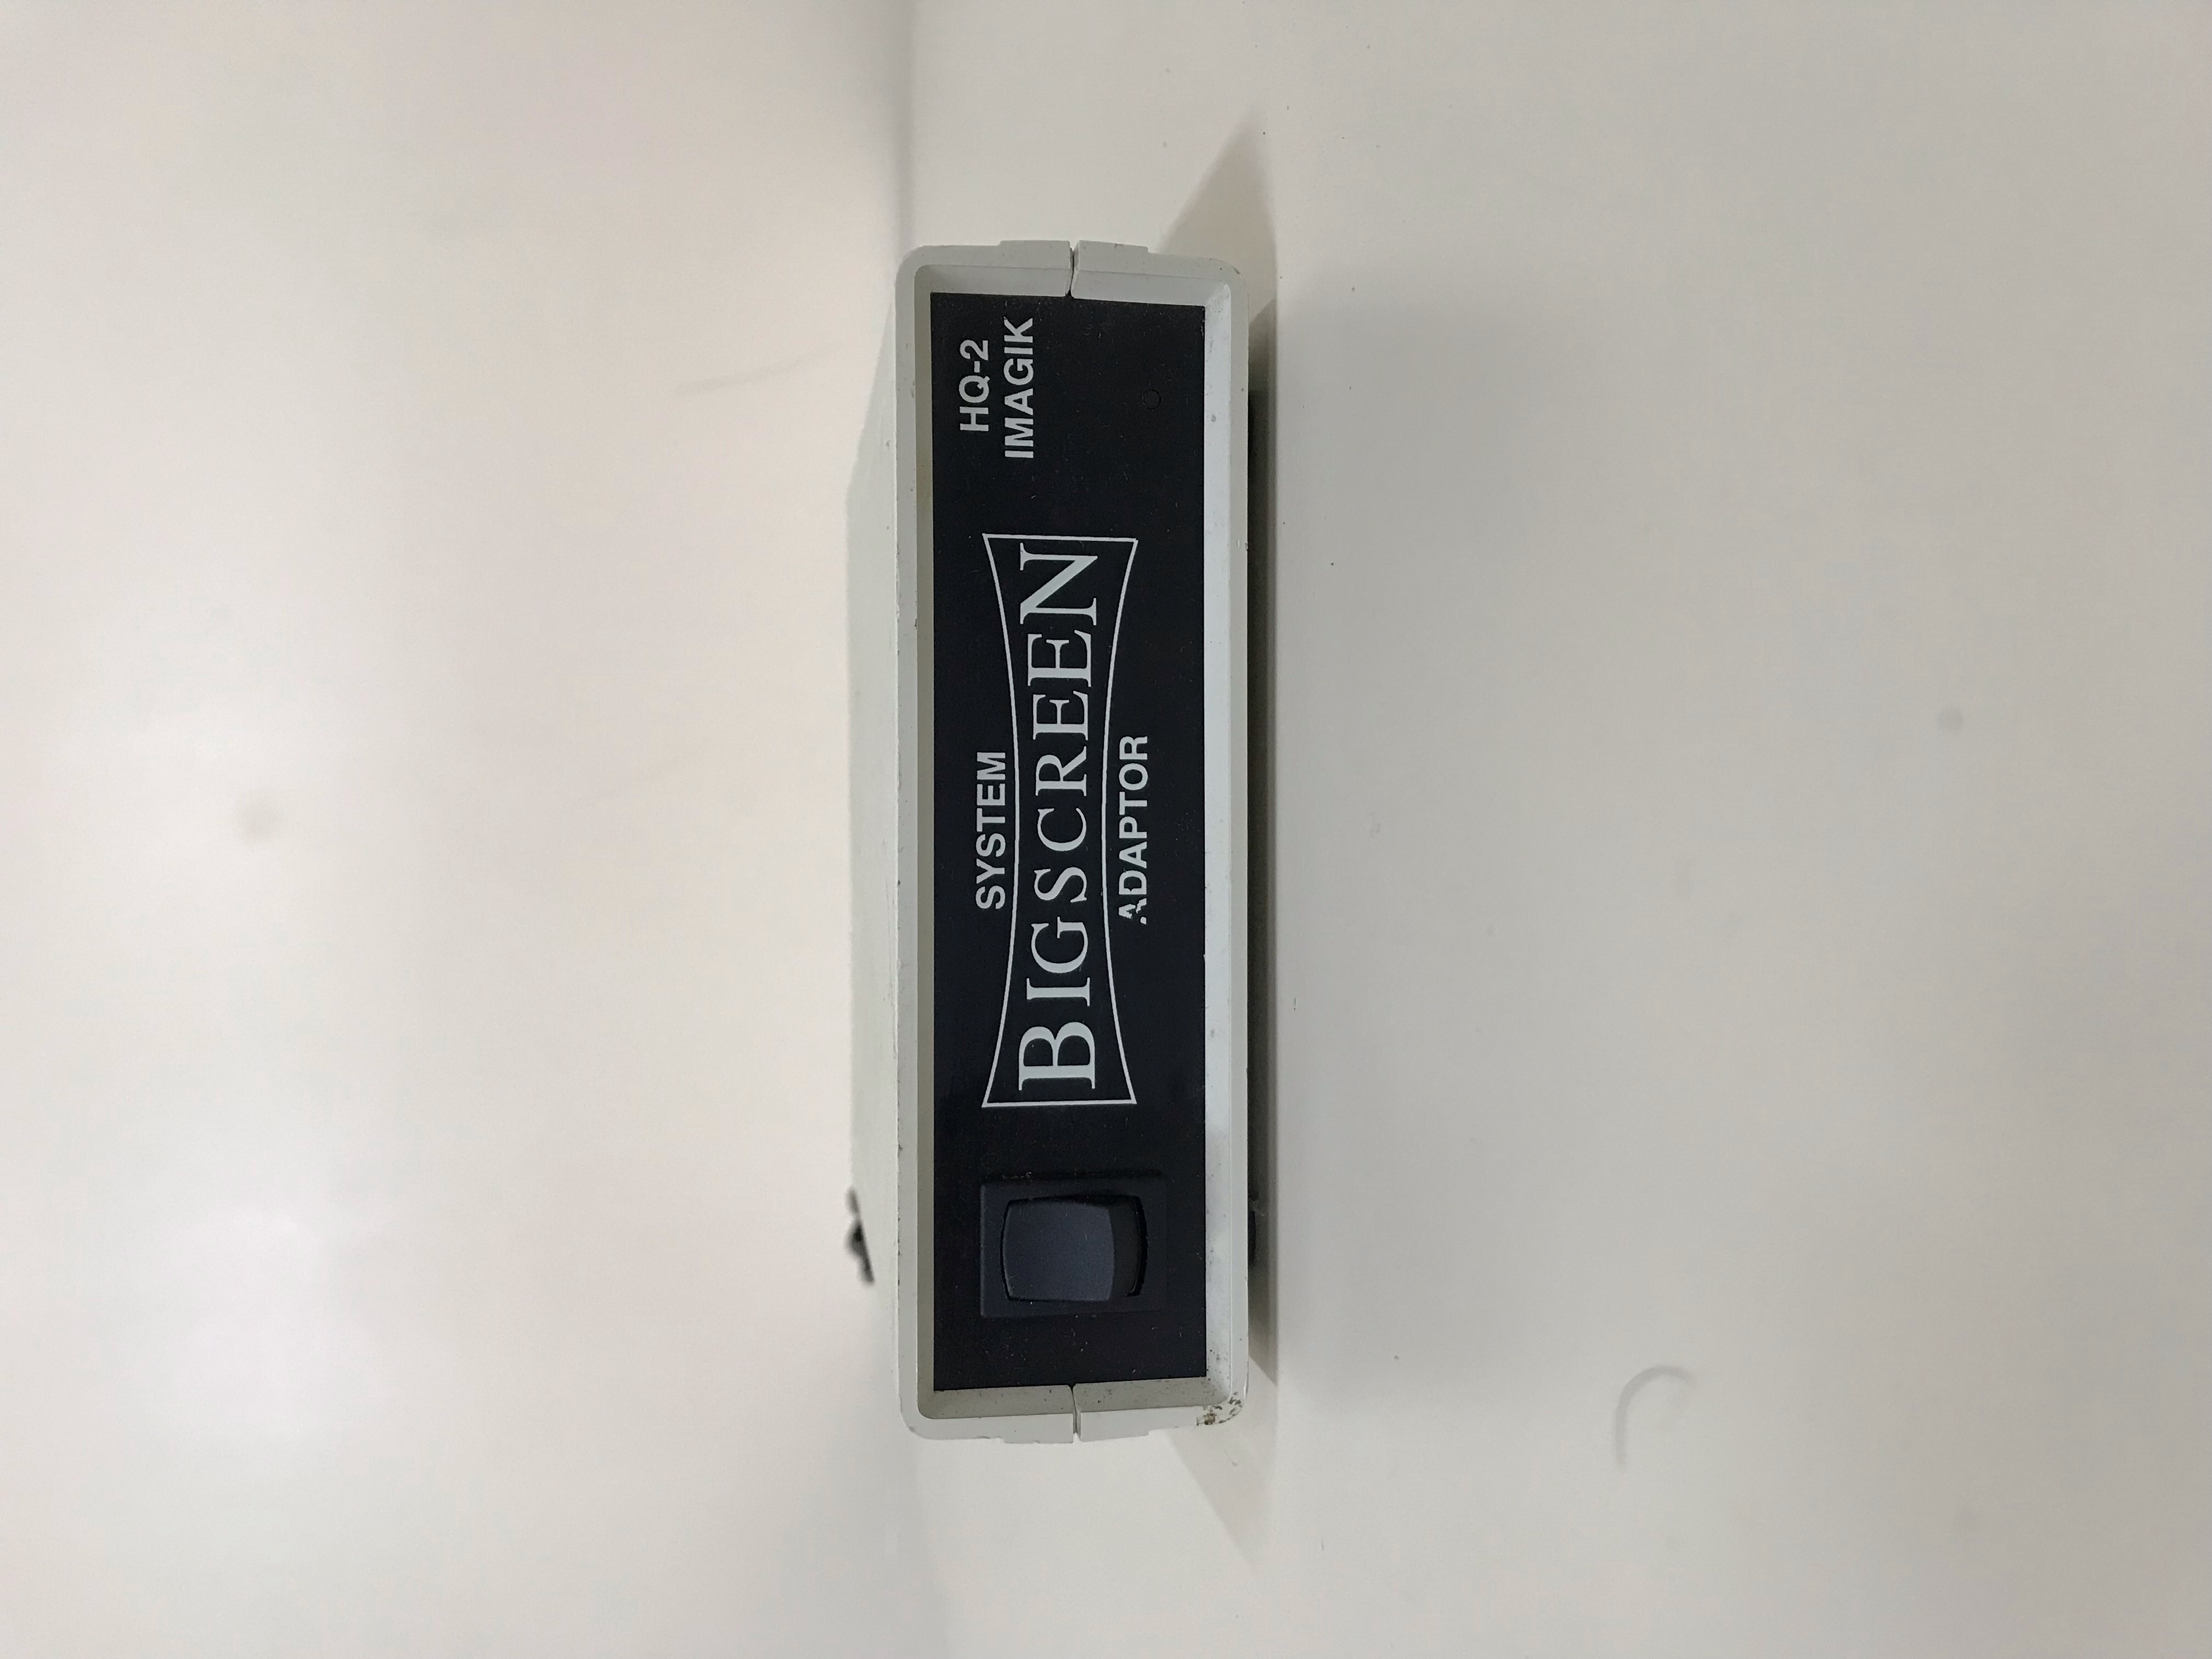 HQ-2
IMAGIK
SYSTEM
BIGSCREEN
ADAPTOR